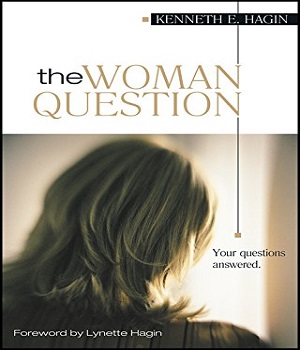 KENNETH E. HAGIN
the WOMAN
QUESTION
Your questions
answered.
Foreword by Lynette Hagin